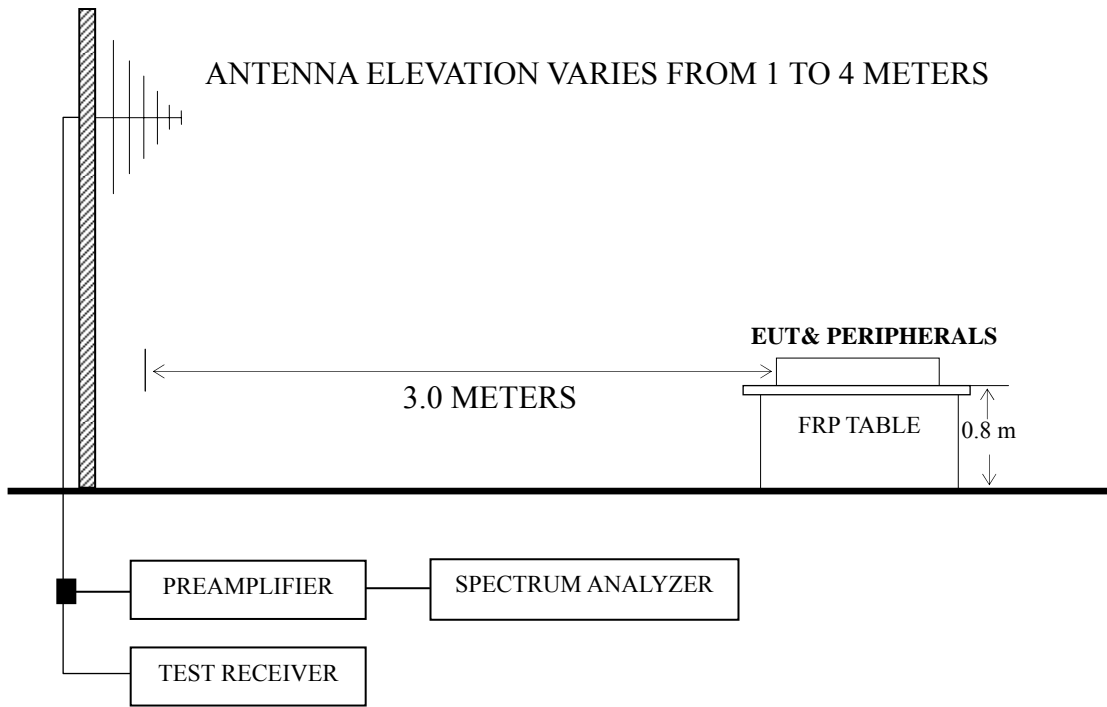 ANTENNA ELEVATION VARIES FROM 1 TO 4 METERS
EUT& PERIPHERALS
3.0 METERS
FRP TABLE
0.8 m
PREAMPLIFIER
SPECTRUM ANALYZER
TEST RECEIVER